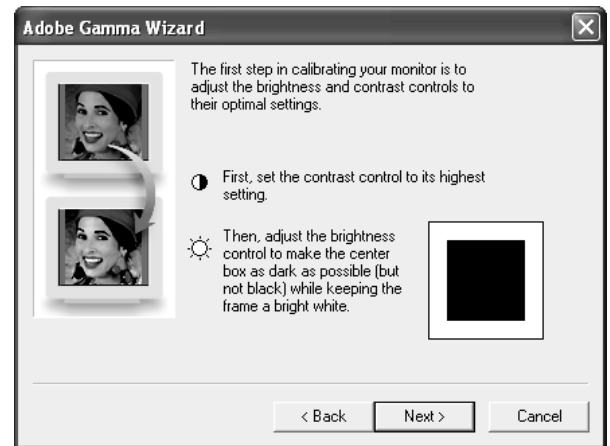 Adobe Gamma Wizard
The first step in calibrating your monitor is to
adjust the brightness and contrast controls to
their optimal settings.
First, set the contrast control to its highest
setting.
Then, adjust the brightness
control to make the center
box as dark as possible (but
not black) while keeping the
frame a bright white.
< Back
Next >
Cancel